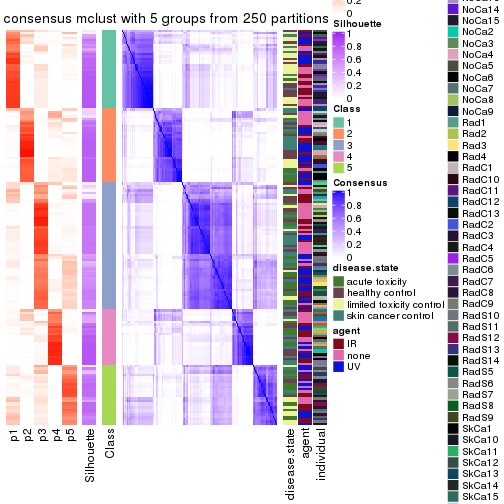 consensus mclust with 5 groups from 250 partitions
p1
p2
p3
p4
p5
Silhouette
Class
disease.state
agent
individual
0.2
0
Silhouette
1
0.8
0.6
0.4
0.2
0
Class
1
2
3
4
5
Consensus
1
0.8
0.6
0.4
0.2
0
disease.state
acute toxicity
healthy control
limited toxicity control
skin cancer control
agent
IR
none
UV
NoCa14
NoCa15
NoCa2
NoCa3
NoCa4
NoCa5
NoCa6
NoCa7
NoCa8
NoCa9
Rad1
Rad2
Rad3
Rad4
RadC1
RadC10
RadC11
RadC12
RadC13
RadC2
RadC3
RadC4
RadC5
RadC6
RadC7
RadC8
RadC9
RadS10
RadS11
RadS12
RadS13
RadS14
RadS5
RadS6
RadS7
RadS8
RadS9
SkCa1
SkCa10
SkCa11
SkCa12
SkCa13
SkCa14
SkCa15